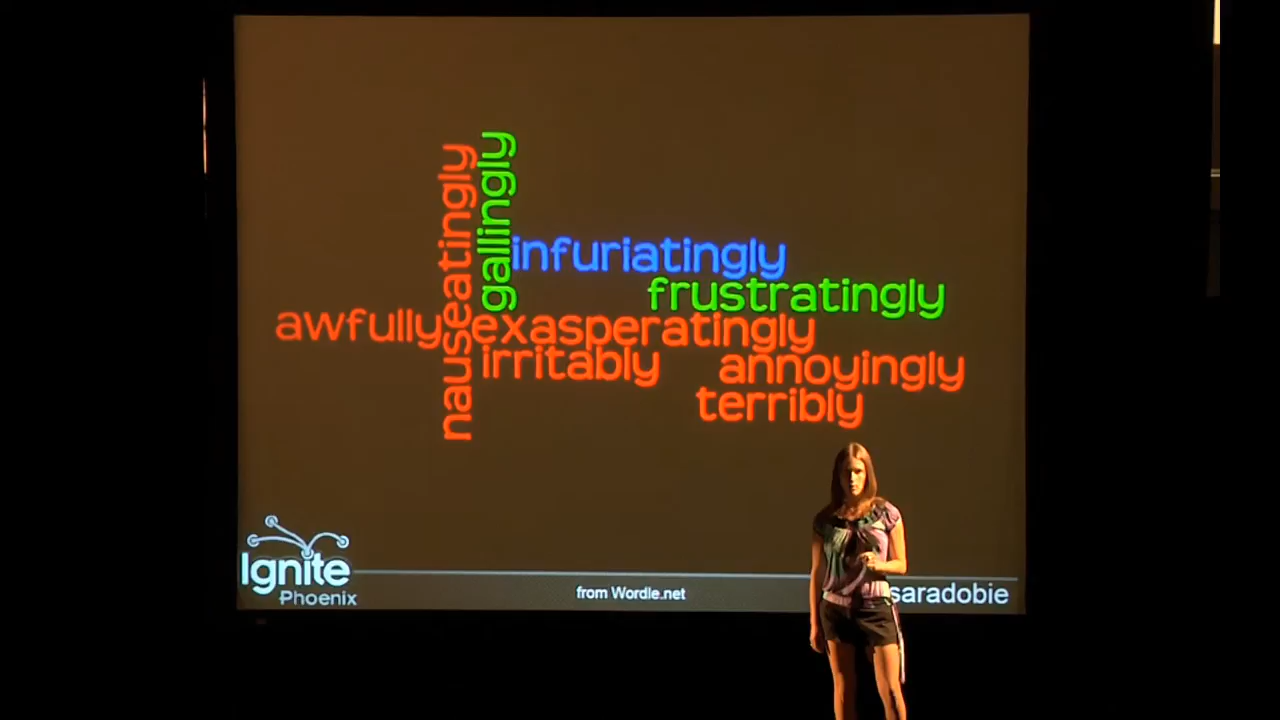 nauseatingly
gallingly
infuriatingly
frustratingly
awfully
exasperatingly
irritably
annoyingly
terribly
Ignite
Phoenix
from Wordle.net
saradobie